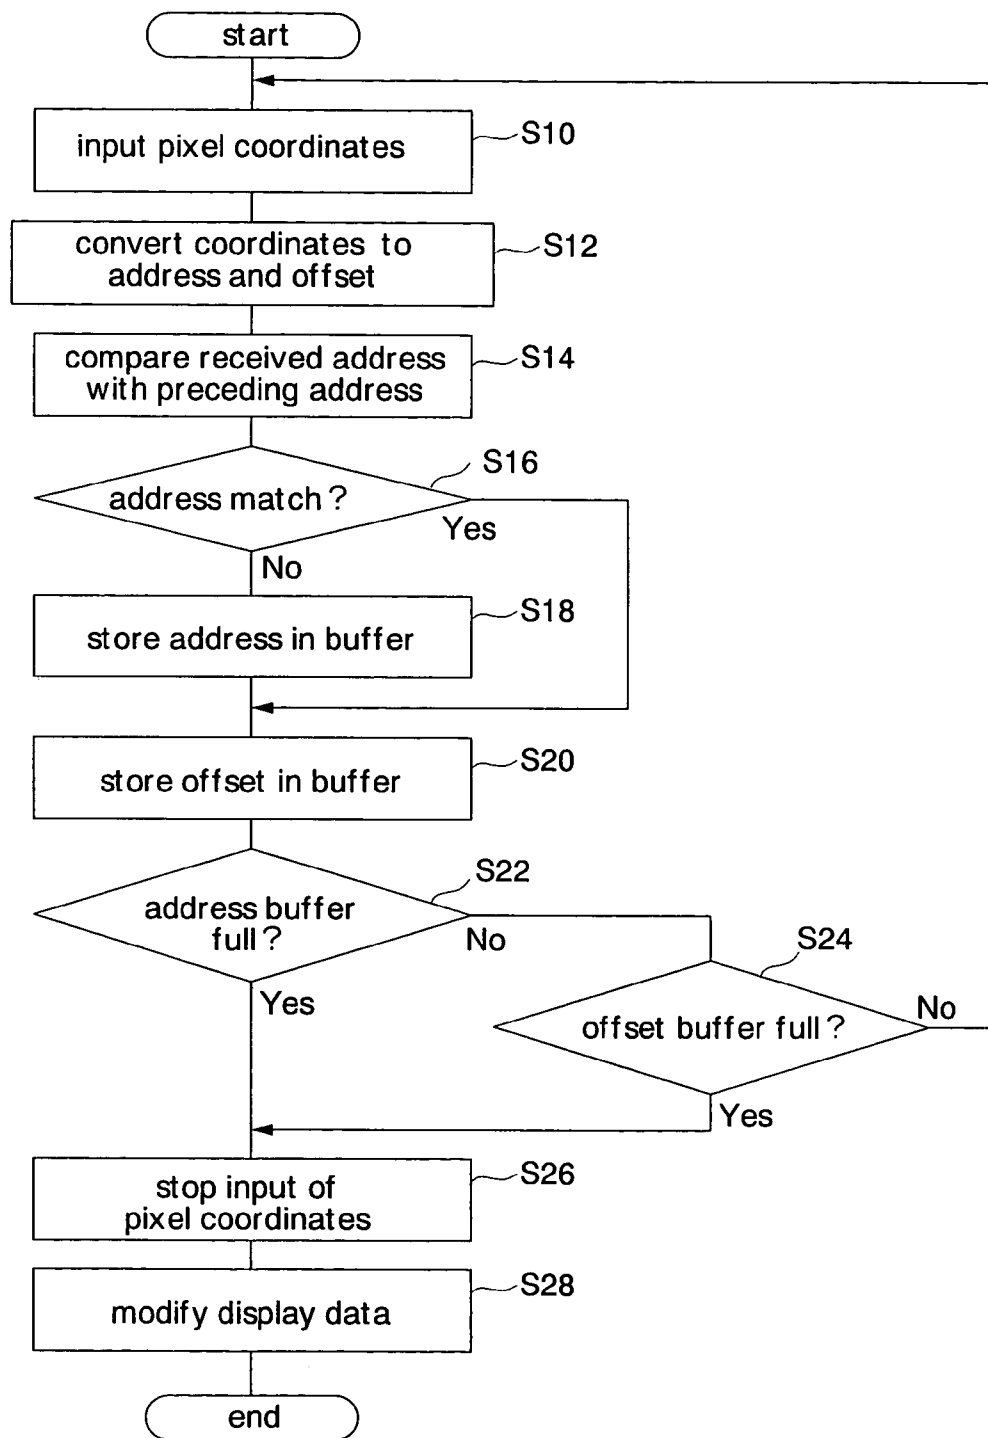 start
input pixel coordinates
S10
convert coordinates to
address and offset
S12
compare received address
with preceding address
S14
address match?
S16
Yes
No
store address in buffer
S18
store offset in buffer
S20
address buffer
full?
S22
No
Yes
offset buffer full?
S24
No
Yes
stop input of
pixel coordinates
S26
modify display data
S28
end